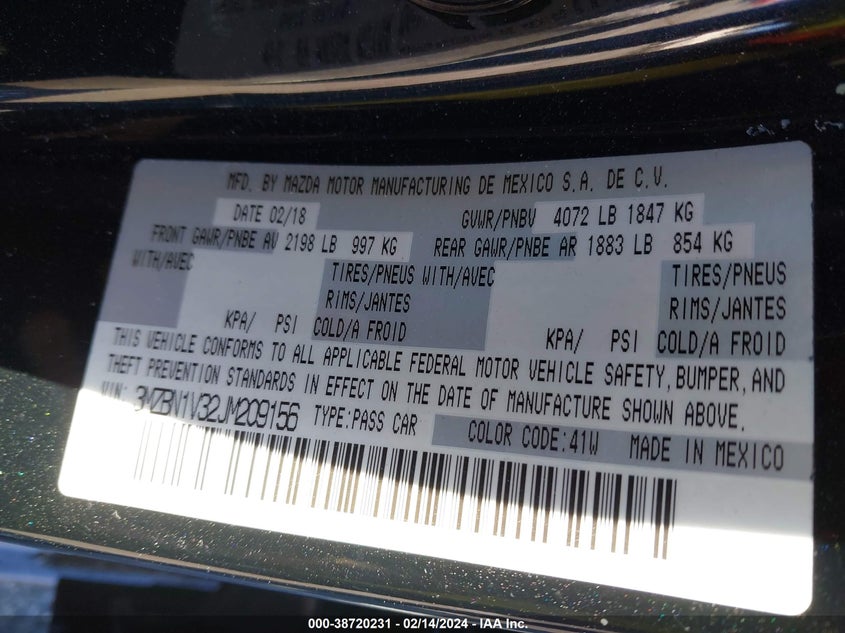 MFD. BY MAZDA MOTOR MANUFACTURING DE MEXICO S.A. DE C.V.
DATE 02/18 GVWR/PNBV 4072 LB 1847 KG
FRONT GAWR/PNBE AV 2198 LB 997 KG REAR GAWR/PNBE AR 1883 LB 854 KG
WITH/AVEC TIRES/PNEUS WITH/AVEC TIRES/PNEUS
RIMS/JANTES RIMS/JANTES
KPA/ PSI COLD/A FROID KPA/ PSI COLD/A FROID
THIS VEHICLE CONFORMS TO ALL APPLICABLE FEDERAL MOTOR VEHICLE SAFETY, BUMPER, AND
THEFT PREVENTION STANDARDS IN EFFECT ON THE DATE OF MANUFACTURE SHOWN ABOVE.
VIN: 3MZBN1V32JM209156 TYPE:PASS CAR COLOR CODE:41W MADE IN MEXICO
000-38720231 - 02/14/2024 - IAA Inc.